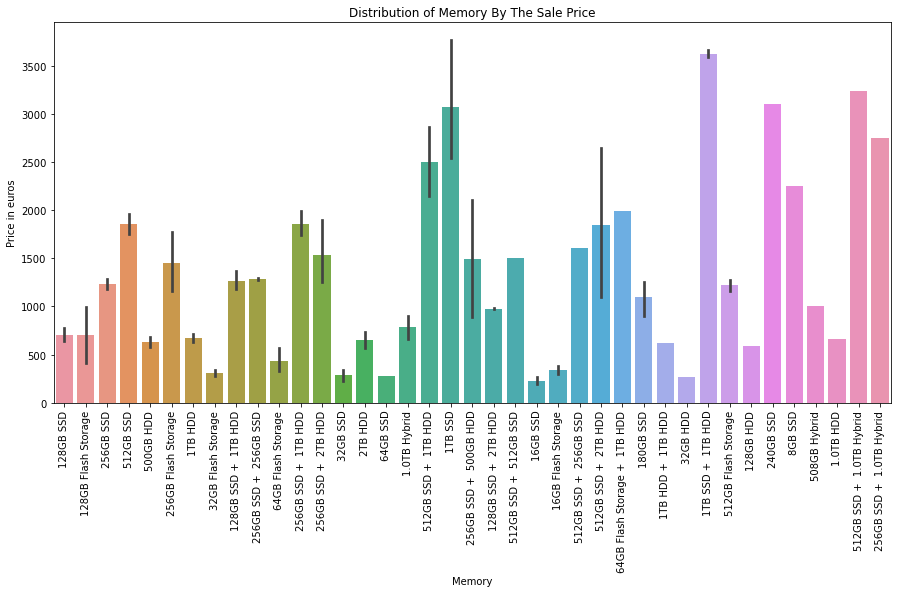 Distribution of Memory By The Sale Price
Price in euros
3500
3000
2500
2000
1500
1000
500
0
128GB SSD
128GB Flash Storage
256GB SSD
512GB SSD
500GB HDD
256GB Flash Storage
1TB HDD
32GB Flash Storage
128GB SSD +  1TB HDD
256GB SSD +  256GB SSD
64GB Flash Storage
256GB SSD +  1TB HDD
256GB SSD +  2TB HDD
32GB SSD
2TB HDD
64GB SSD
1.0TB Hybrid
512GB SSD +  1TB HDD
1TB SSD
256GB SSD +  500GB HDD
128GB SSD +  2TB HDD
512GB SSD +  512GB SSD
16GB SSD
16GB Flash Storage
512GB SSD +  256GB SSD
512GB SSD +  2TB HDD
64GB Flash Storage +  1TB HDD
180GB SSD
1TB HDD +  1TB HDD
32GB HDD
1TB SSD +  1TB HDD
512GB Flash Storage
128GB HDD
240GB SSD
8GB SSD
508GB Hybrid
1.0TB HDD
512GB SSD +  1.0TB Hybrid
256GB SSD +  1.0TB Hybrid
Memory